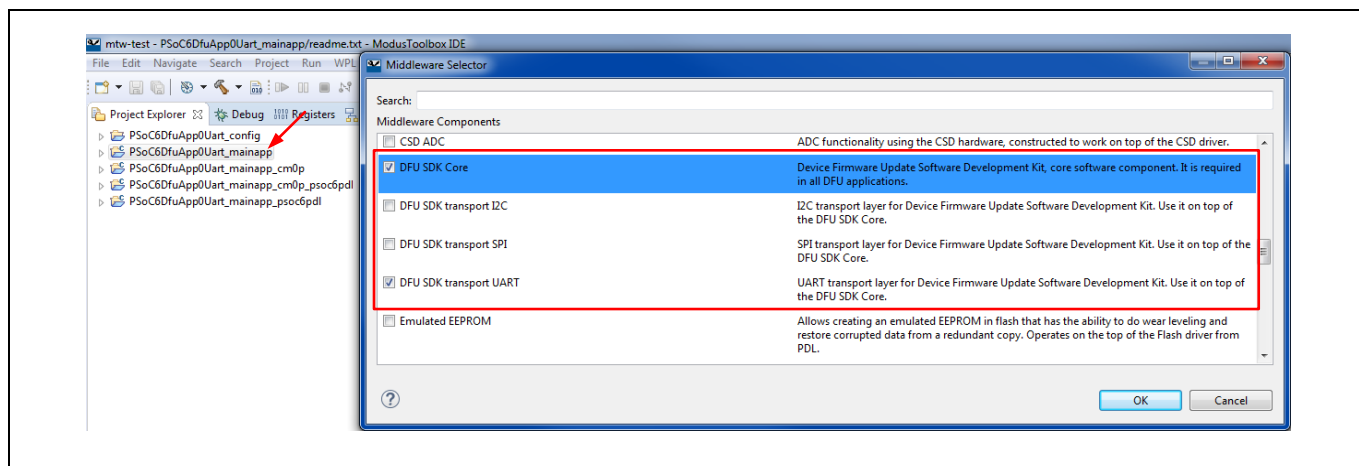 mtw-test - PSoC6DfuApp0Uart_mainapp/readme.txt - ModusToolbox IDE
File Edit Navigate Search Project Run WPL
Middleware Selector
Project Explorer Debug Registers
PSoC6DfuApp0Uart_config
PSoC6DfuApp0Uart_mainapp
PSoC6DfuApp0Uart_mainapp_cm0p
PSoC6DfuApp0Uart_mainapp_cm0p_psoc6pdl
PSoC6DfuApp0Uart_mainapp_psoc6pdl
Search:
Middleware Components
CSD ADC ADC functionality using the CSD hardware, constructed to work on top of the CSD driver.
DFU SDK Core Device Firmware Update Software Development Kit, core software component. It is required
in all DFU applications.
DFU SDK transport I2C I2C transport layer for Device Firmware Update Software Development Kit. Use it on top of
the DFU SDK Core.
DFU SDK transport SPI SPI transport layer for Device Firmware Update Software Development Kit. Use it on top of the
DFU SDK Core.
DFU SDK transport UART UART transport layer for Device Firmware Update Software Development Kit. Use it on top of
the DFU SDK Core.
Emulated EEPROM Allows creating an emulated EEPROM in flash that has the ability to do wear leveling and
restore corrupted data from a redundant copy. Operates on the top of the Flash driver from
PDL.
OK Cancel